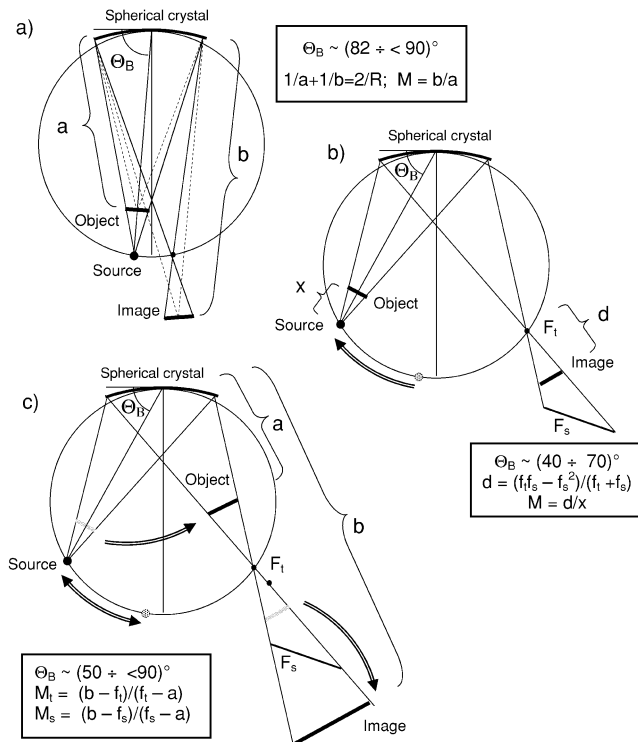 a)
Spherical crystal
Θ_B
a
b
Object
Source
Image
Θ_B ~ (82 ÷ < 90)°
1/a+1/b=2/R; M = b/a
b)
Spherical crystal
Θ_B
x
Object
Source
F_t
d
Image
F_s
Θ_B ~ (40 ÷ 70)°
d = (f_t f_s – f_s²)/(f_t + f_s)
M = d/x
c)
Spherical crystal
Θ_B
a
b
Object
Source
F_t
F_s
Image
Θ_B ~ (50 ÷ <90)°
M_t = (b – f_t)/(f_t – a)
M_s = (b – f_s)/(f_s – a)